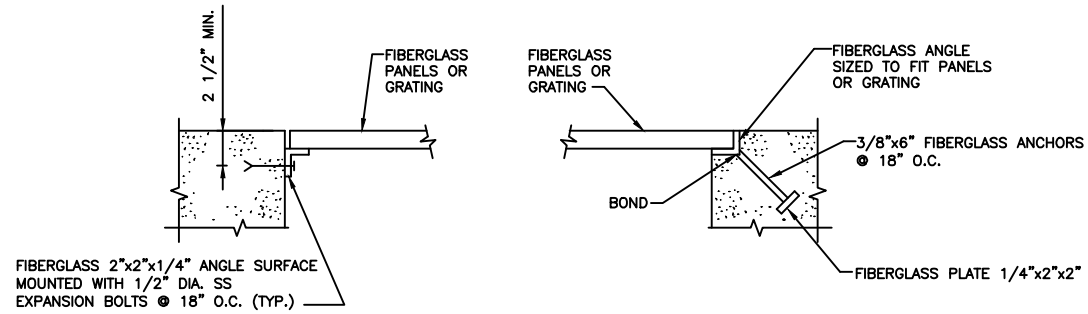 2 1/2" MIN.
FIBERGLASS
PANELS OR
GRATING
FIBERGLASS 2"x2"x1/4" ANGLE SURFACE
MOUNTED WITH 1/2" DIA. SS
EXPANSION BOLTS @ 18" O.C. (TYP.)
FIBERGLASS
PANELS OR
GRATING
FIBERGLASS ANGLE
SIZED TO FIT PANELS
OR GRATING
3/8"x6" FIBERGLASS ANCHORS
@ 18" O.C.
BOND
FIBERGLASS PLATE 1/4"x2"x2"